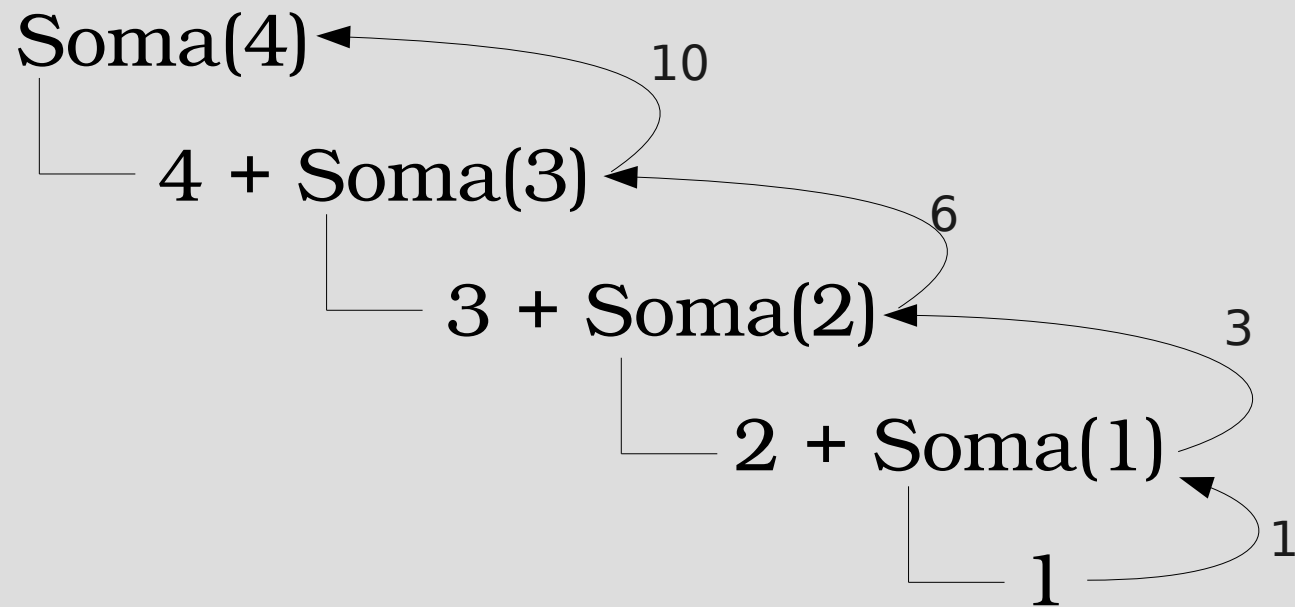 Soma(4)
10
4 + Soma(3)
6
3 + Soma(2)
3
2 + Soma(1)
1
1